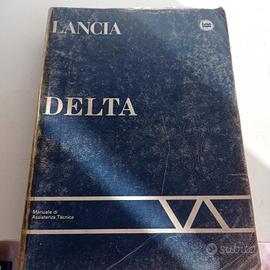 LANCIA
DELTA
Manuale di
Assistenza Tecnica
subito